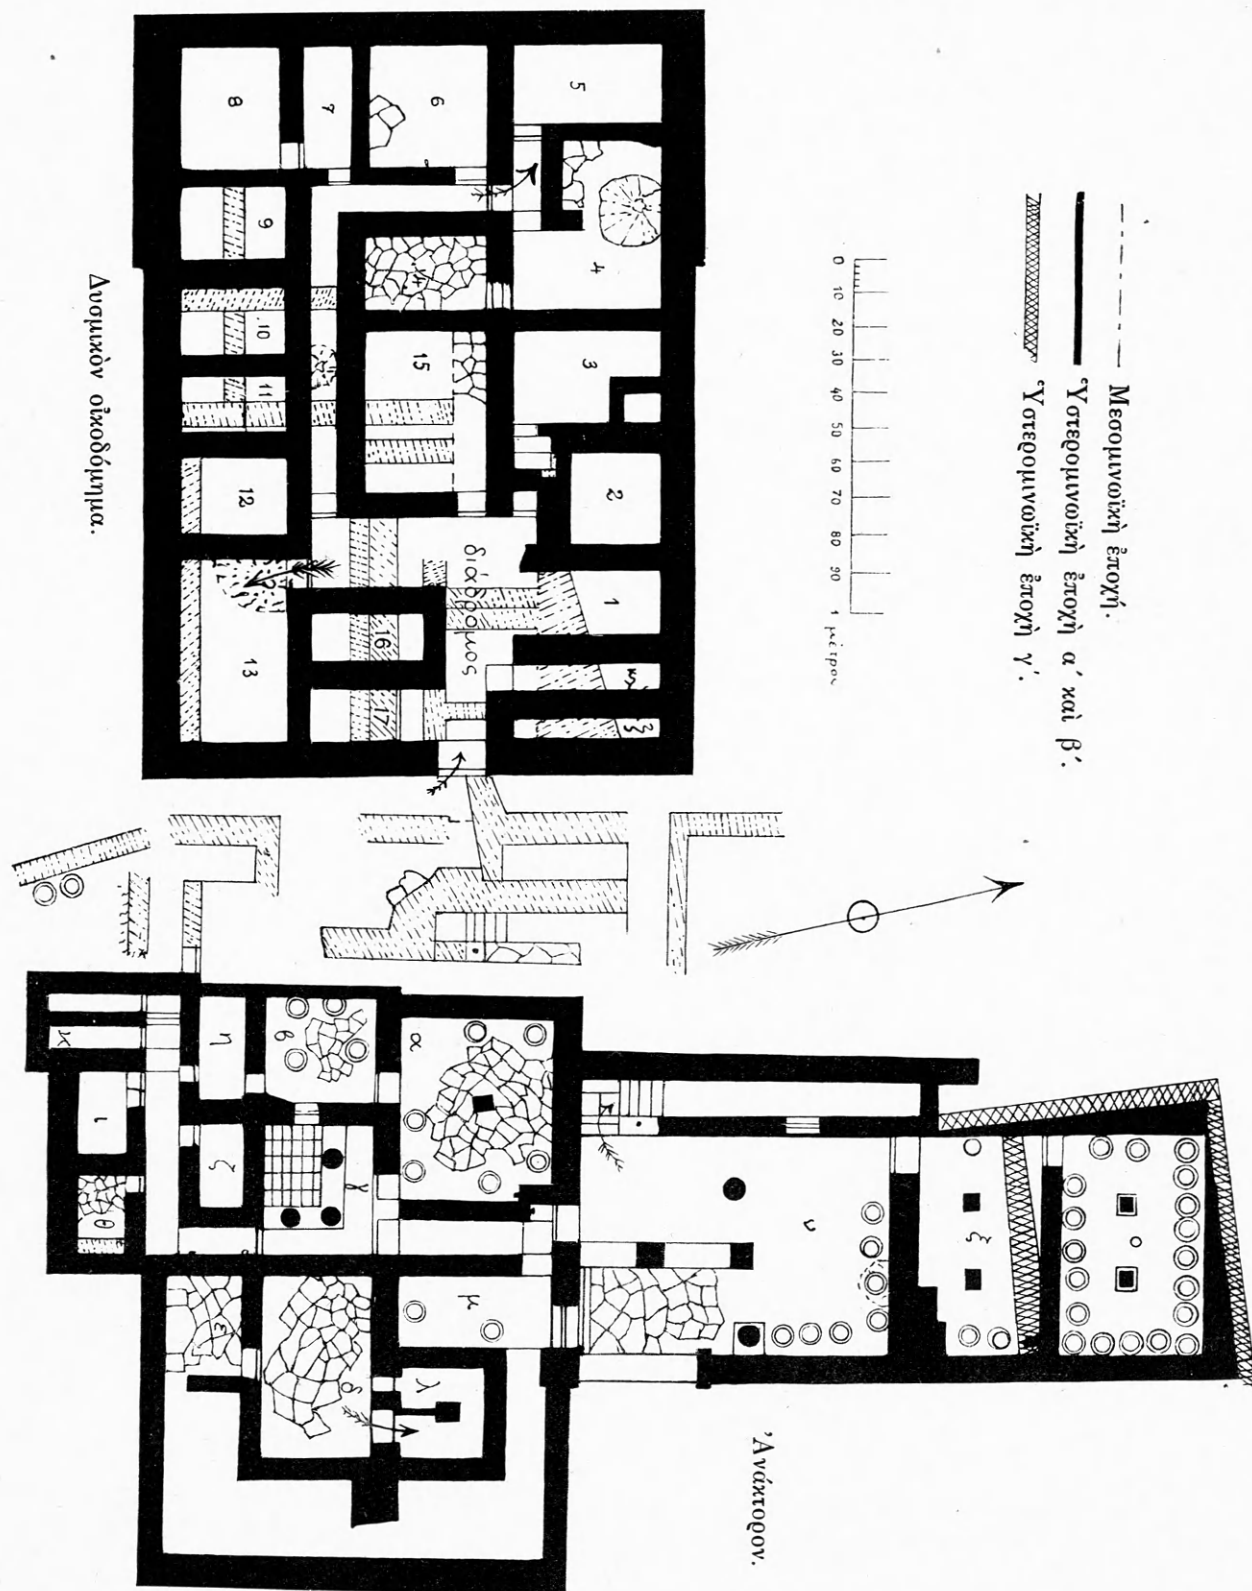 Μεσομινωϊκὴ ἐποχή.
Ὑστερομινωϊκὴ ἐποχὴ α΄ καὶ β΄.
Ὑστερομινωϊκὴ ἐποχὴ γ΄.
0 10 20 30 40 50 60 70 80 90 1 μέτρου
Δυσμικὸν οἰκοδόμημα.
5
6
7
8
4
14
9
3
15
10
11
2
12
διάδρομος
1
16
13
17
ξ
Ἀνάκτορον.
α
β
η
κ
γ
ζ
ι
θ
υ
ξ
μ
λ
δ
ε